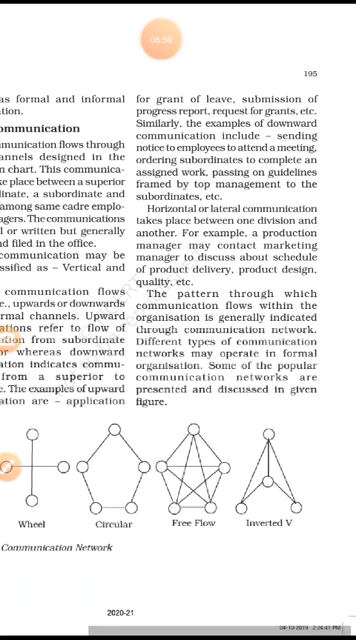 06:56
195
as formal and informal
tion.
ommunication
mmunication flows through
annels designed in the
n chart. This communica-
ke place between a superior
dinate, a subordinate and
among same cadre emplo-
agers. The communications
l or written but generally
nd filed in the office.
communication may be
ssified as – Vertical and
communication flows
e., upwards or downwards
rmal channels. Upward
ations refer to flow of
ation from subordinate
or whereas downward
ation indicates commu-
from a superior to
e. The examples of upward
ation are – application
for grant of leave, submission of
progress report, request for grants, etc.
Similarly, the examples of downward
communication include – sending
notice to employees to attend a meeting,
ordering subordinates to complete an
assigned work, passing on guidelines
framed by top management to the
subordinates, etc.
Horizontal or lateral communication
takes place between one division and
another. For example, a production
manager may contact marketing
manager to discuss about schedule
of product delivery, product design,
quality, etc.
The pattern through which
communication flows within the
organisation is generally indicated
through communication network.
Different types of communication
networks may operate in formal
organisation. Some of the popular
communication networks are
presented and discussed in given
figure.
Wheel
Circular
Free Flow
Inverted V
Communication Network
2020-21
04-10-2019 2:24:41 PM